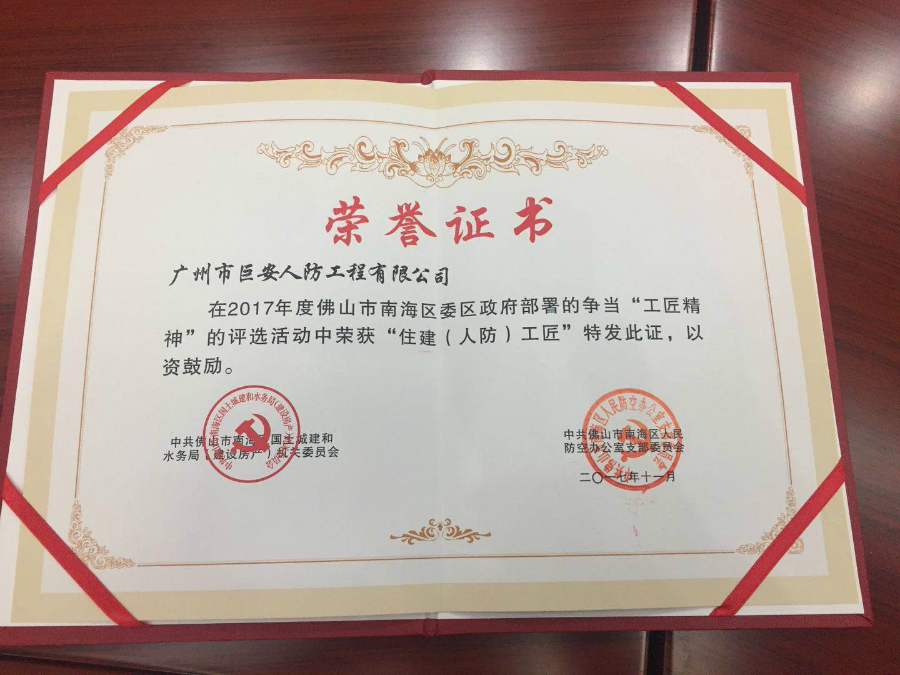 荣誉证书
广州市巨安人防工程有限公司
在2017年度佛山市南海区委区政府部署的争当“工匠精
神”的评选活动中荣获“住建（人防）工匠”特发此证，以
资鼓励。
中共佛山市南海区国土城建和
水务局（建设房产）机关委员会
中共佛山市南海区人民
防空办公室支部委员会
二〇一七年十一月